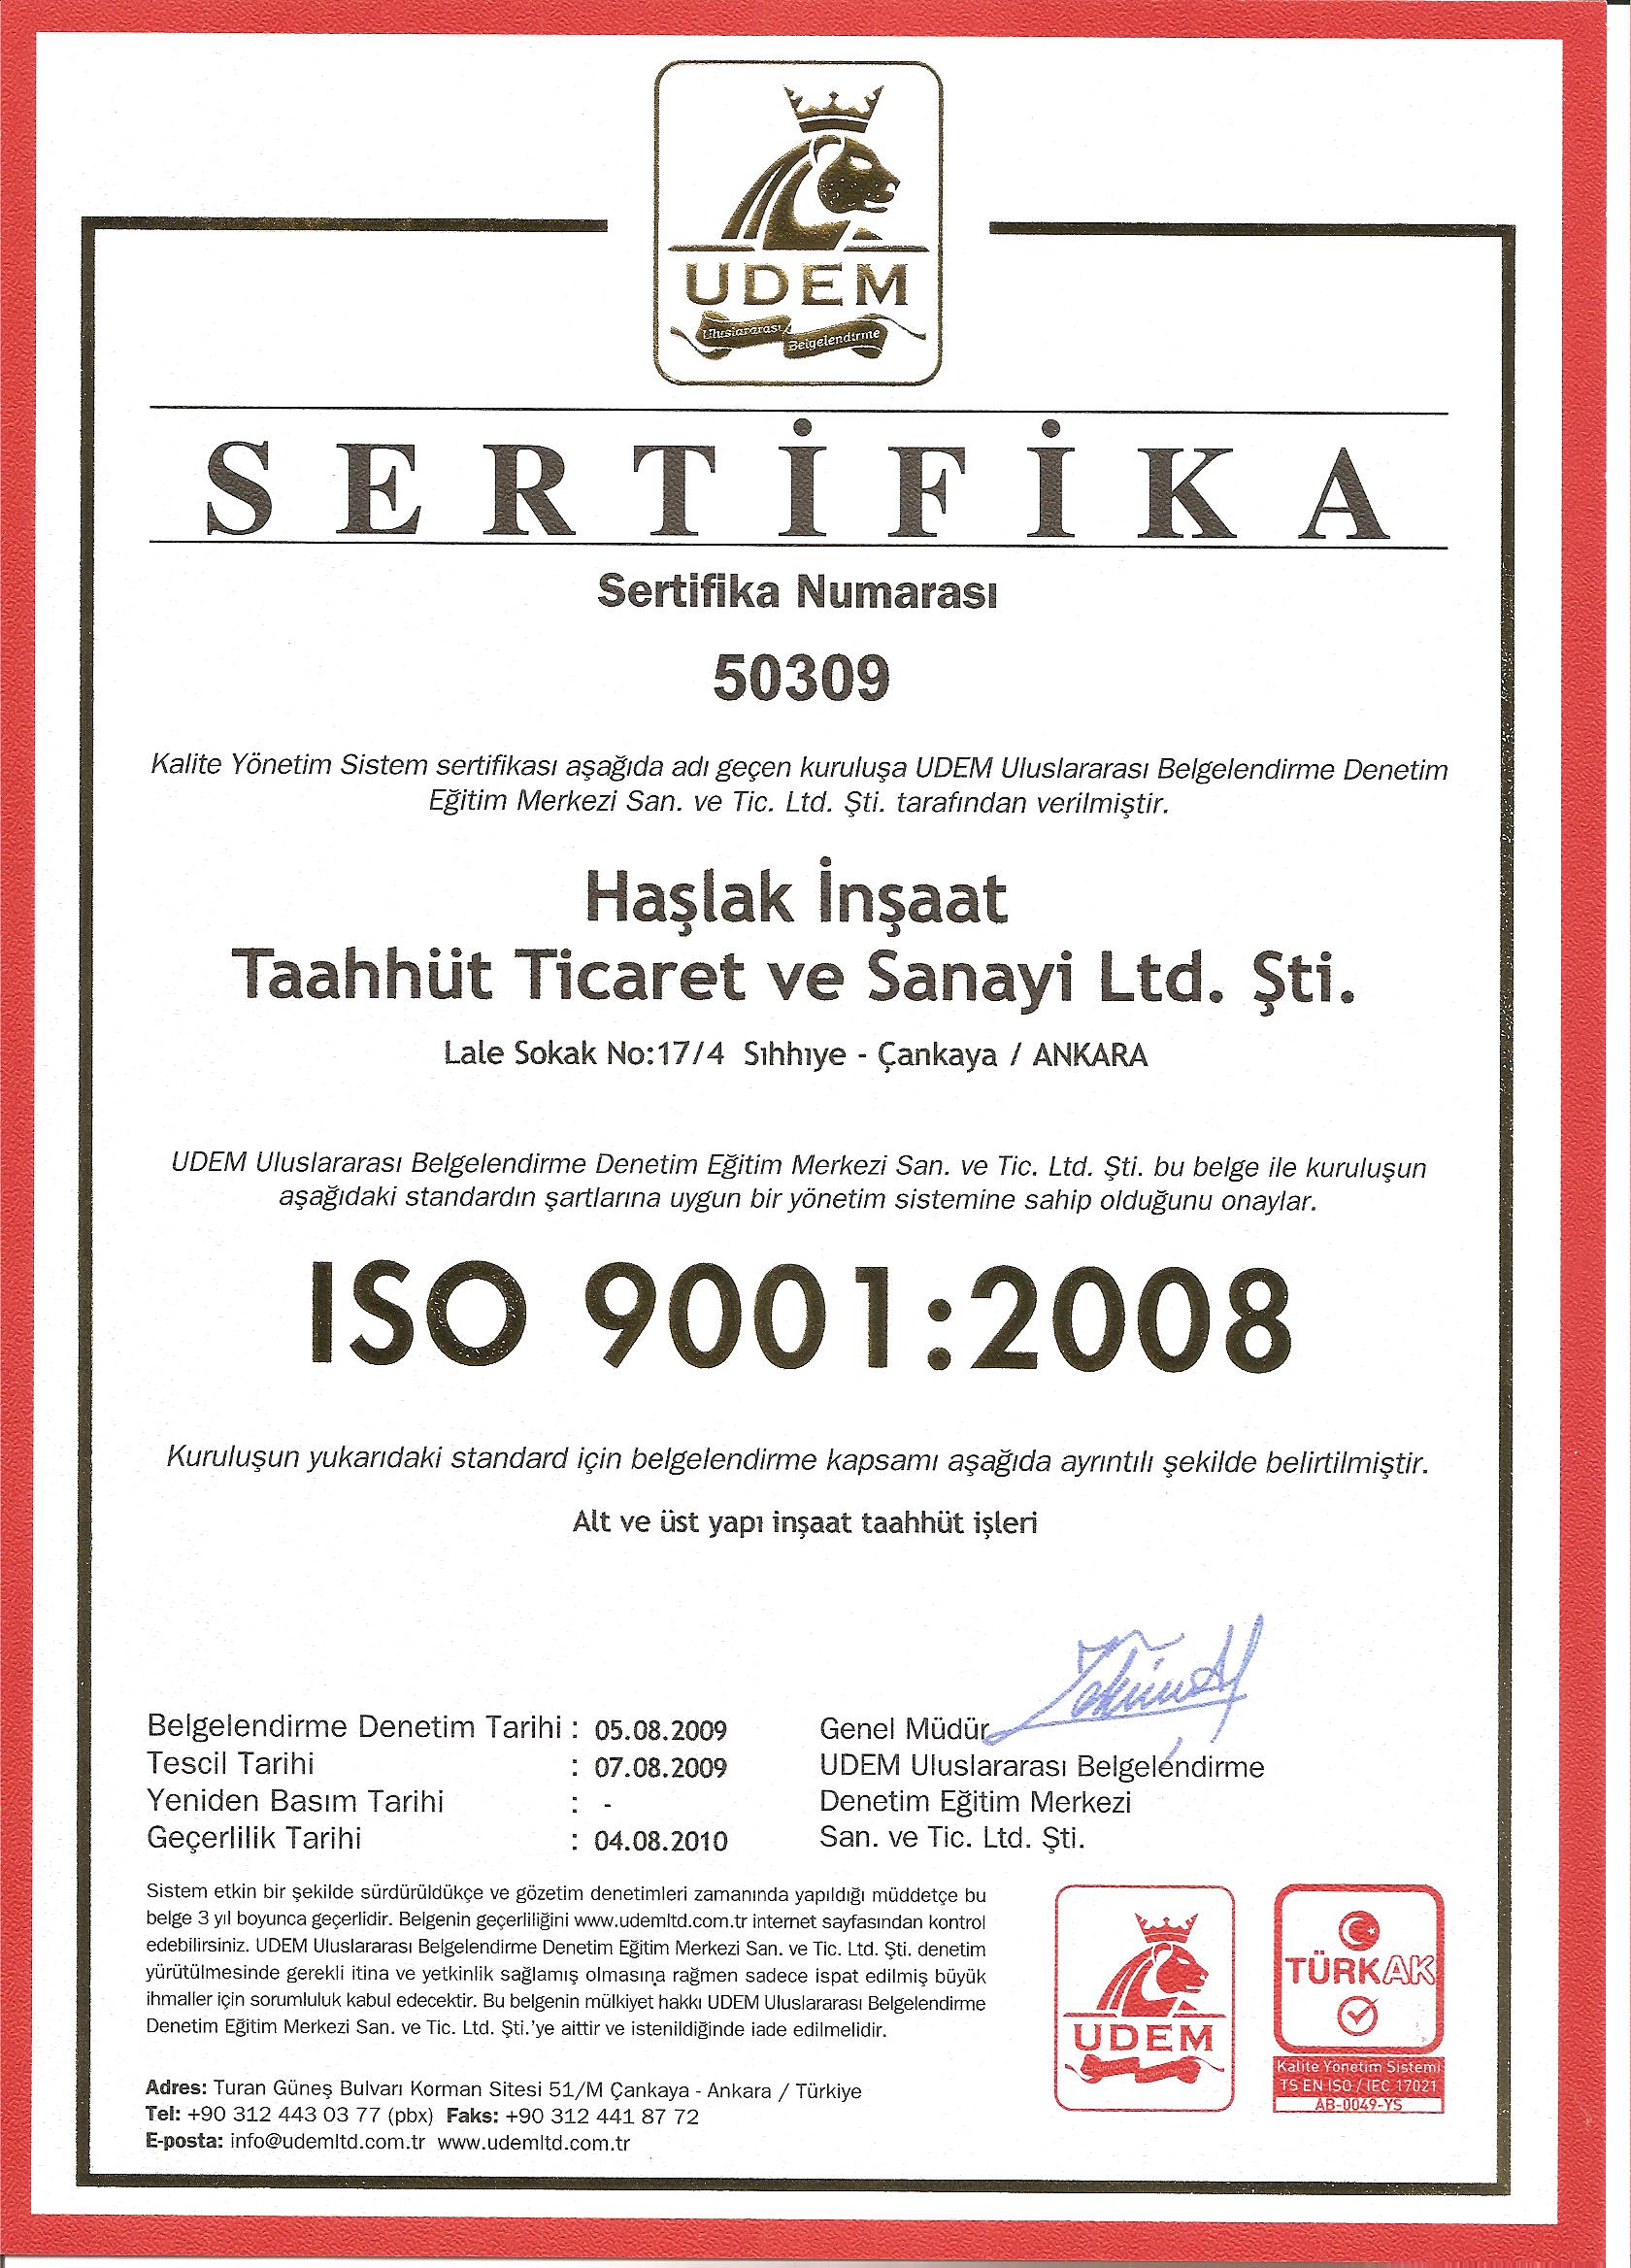 UDEM
Uluslararası
Belgelendirme
SERTİFİKA
Sertifika Numarası
50309
Kalite Yönetim Sistem sertifikası aşağıda adı geçen kuruluşa UDEM Uluslararası Belgelendirme Denetim
Eğitim Merkezi San. ve Tic. Ltd. Şti. tarafından verilmiştir.
Haşlak İnşaat
Taahhüt Ticaret ve Sanayi Ltd. Şti.
Lale Sokak No:17/4 Sıhhıye - Çankaya / ANKARA
UDEM Uluslararası Belgelendirme Denetim Eğitim Merkezi San. ve Tic. Ltd. Şti. bu belge ile kuruluşun
aşağıdaki standardın şartlarına uygun bir yönetim sistemine sahip olduğunu onaylar.
ISO 9001:2008
Kuruluşun yukarıdaki standard için belgelendirme kapsamı aşağıda ayrıntılı şekilde belirtilmiştir.
Alt ve üst yapı inşaat taahhüt işleri
Belgelendirme Denetim Tarihi : 05.08.2009
Tescil Tarihi : 07.08.2009
Yeniden Basım Tarihi : -
Geçerlilik Tarihi : 04.08.2010
Genel Müdür
UDEM Uluslararası Belgelendirme
Denetim Eğitim Merkezi
San. ve Tic. Ltd. Şti.
Sistem etkin bir şekilde sürdürüldükçe ve gözetim denetimleri zamanında yapıldığı müddetçe bu
belge 3 yıl boyunca geçerlidir. Belgenin geçerliliğini www.udemltd.com.tr internet sayfasından kontrol
edebilirsiniz. UDEM Uluslararası Belgelendirme Denetim Eğitim Merkezi San. ve Tic. Ltd. Şti. denetim
yürütülmesinde gerekli itina ve yetkinlik sağlamış olmasına rağmen sadece ispat edilmiş büyük
ihmaller için sorumluluk kabul edecektir. Bu belgenin mülkiyet hakkı UDEM Uluslararası Belgelendirme
Denetim Eğitim Merkezi San. ve Tic. Ltd. Şti.'ye aittir ve istenildiğinde iade edilmelidir.
Adres: Turan Güneş Bulvarı Korman Sitesi 51/M Çankaya - Ankara / Türkiye
Tel: +90 312 443 03 77 (pbx) Faks: +90 312 441 87 72
E-posta: info@udemltd.com.tr www.udemltd.com.tr
UDEM
TÜRKAK
Kalite Yönetim Sistemi
TS EN ISO / IEC 17021
AB-0049-YS